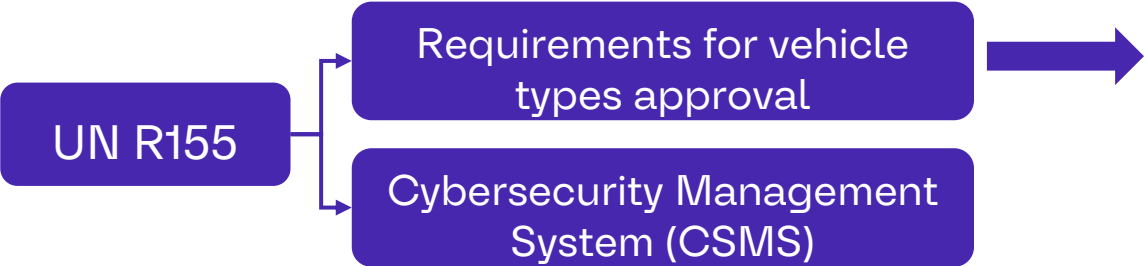 UN R155
Requirements for vehicle
types approval
Cybersecurity Management
System (CSMS)